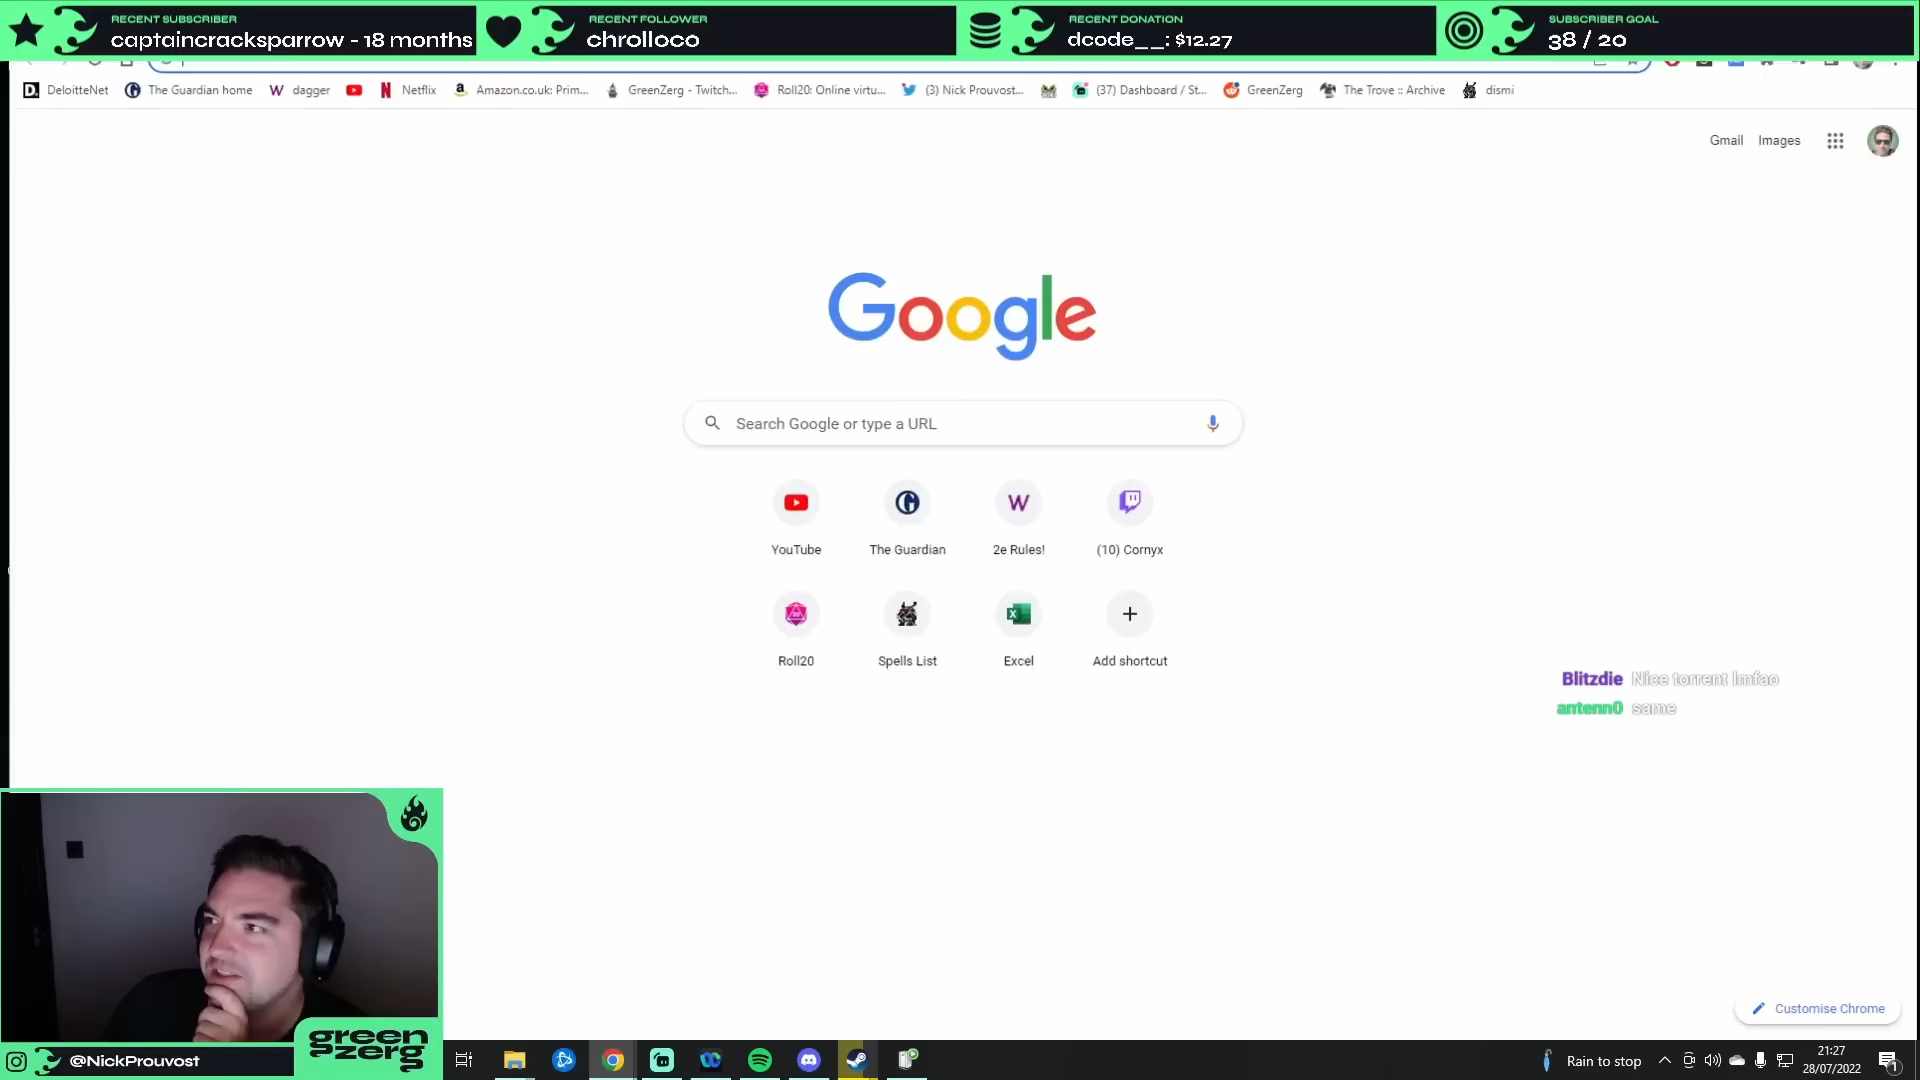 RECENT SUBSCRIBER
captaincracksparrow - 18 months
RECENT FOLLOWER
chrolloco
RECENT DONATION
dcode__: $12.27
SUBSCRIBER GOAL
38 / 20
DeloitteNet
The Guardian home
dagger
Netflix
Amazon.co.uk: Prim...
GreenZerg - Twitch...
Roll20: Online virtu...
(3) Nick Prouvost...
(37) Dashboard / St...
GreenZerg
The Trove :: Archive
dismi
Gmail
Images
Google
Search Google or type a URL
YouTube
The Guardian
2e Rules!
(10) Cornyx
Roll20
Spells List
Excel
Add shortcut
Blitzdie Nice torrent lmfao
antenn0 same
Customise Chrome
green
zerg
@NickProuvost
Rain to stop
21:27
28/07/2022
1